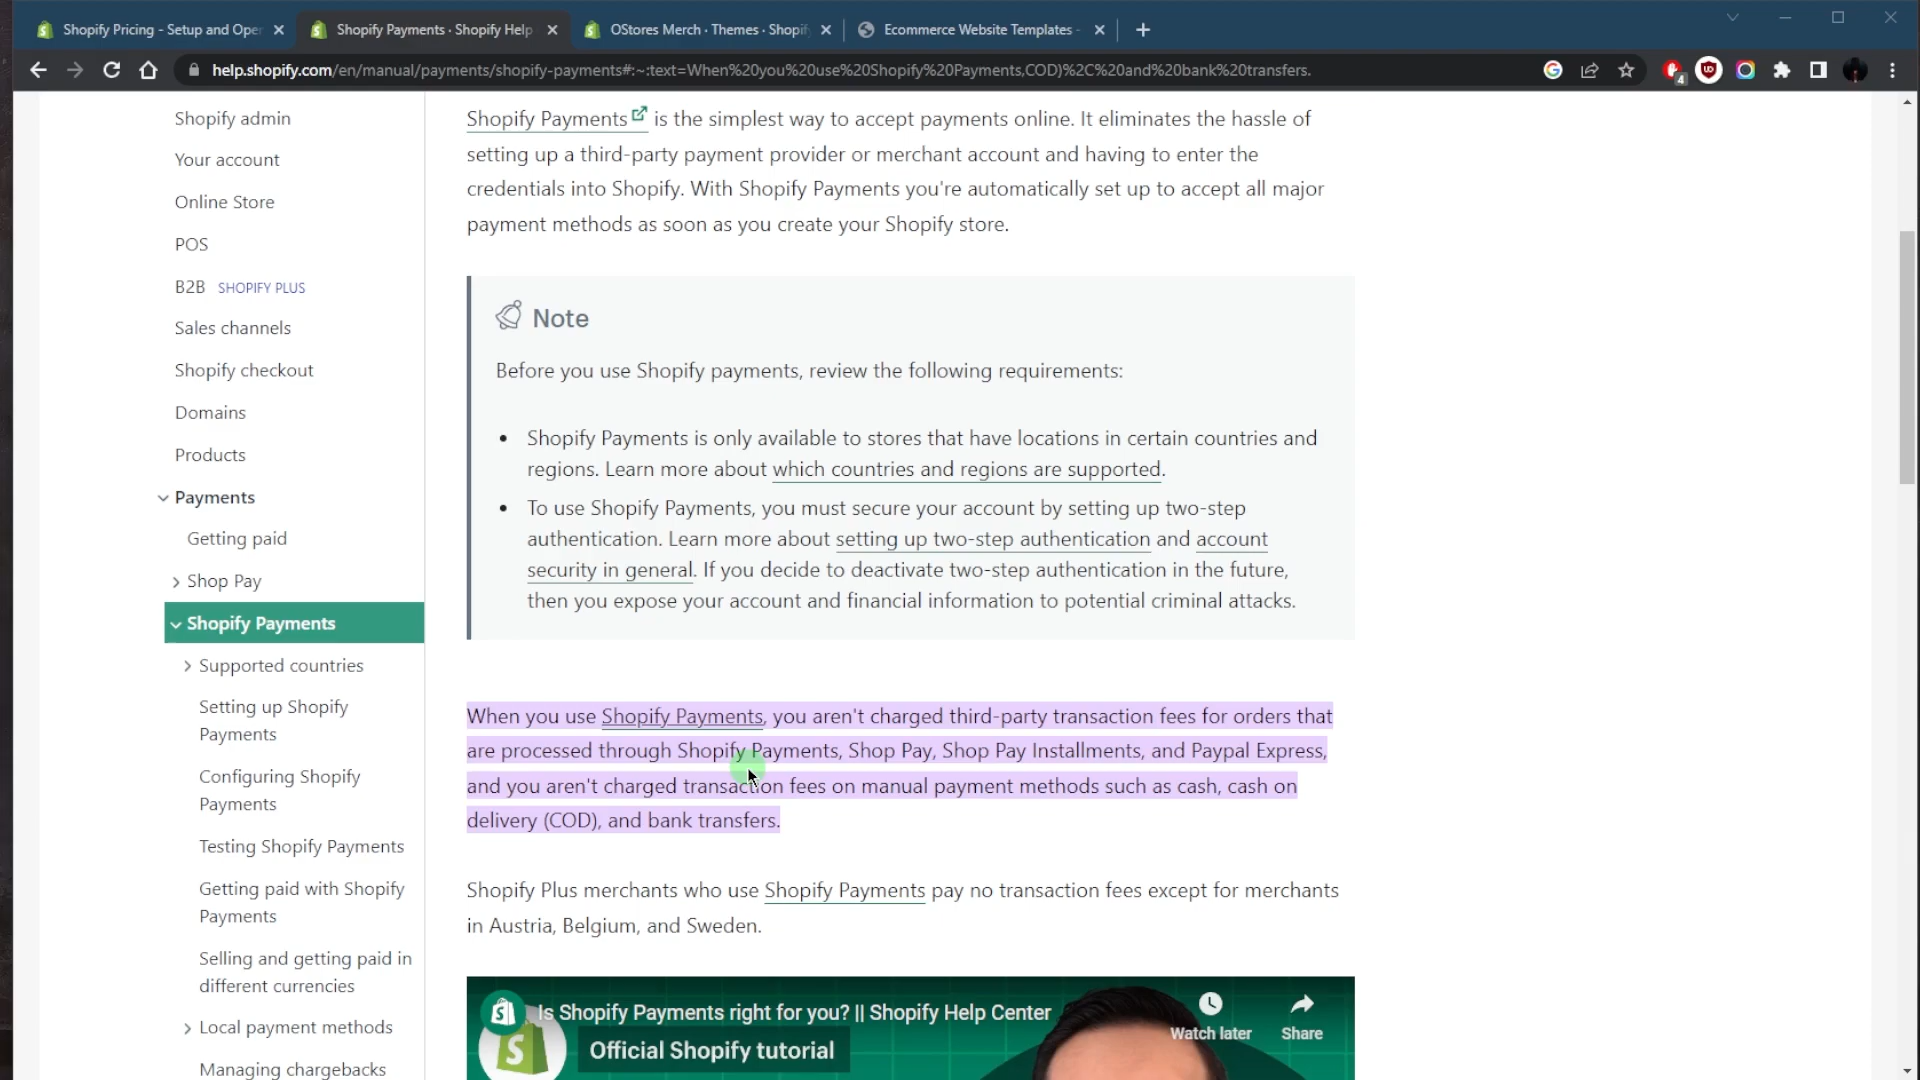 Shopify Pricing - Setup and Oper
Shopify Payments · Shopify Help
OStores Merch · Themes · Shopif
Ecommerce Website Templates -
help.shopify.com/en/manual/payments/shopify-payments#:~:text=When%20you%20use%20Shopify%20Payments,COD)%2C%20and%20bank%20transfers.
4
Shopify admin
Your account
Online Store
POS
B2B SHOPIFY PLUS
Sales channels
Shopify checkout
Domains
Products
Payments
Getting paid
Shop Pay
Shopify Payments
Supported countries
Setting up Shopify
Payments
Configuring Shopify
Payments
Testing Shopify Payments
Getting paid with Shopify
Payments
Selling and getting paid in
different currencies
Local payment methods
Managing chargebacks
Shopify Payments is the simplest way to accept payments online. It eliminates the hassle of
setting up a third-party payment provider or merchant account and having to enter the
credentials into Shopify. With Shopify Payments you're automatically set up to accept all major
payment methods as soon as you create your Shopify store.
Note
Before you use Shopify payments, review the following requirements:
• Shopify Payments is only available to stores that have locations in certain countries and
regions. Learn more about which countries and regions are supported.
• To use Shopify Payments, you must secure your account by setting up two-step
authentication. Learn more about setting up two-step authentication and account
security in general. If you decide to deactivate two-step authentication in the future,
then you expose your account and financial information to potential criminal attacks.
When you use Shopify Payments, you aren't charged third-party transaction fees for orders that
are processed through Shopify Payments, Shop Pay, Shop Pay Installments, and Paypal Express,
and you aren't charged transaction fees on manual payment methods such as cash, cash on
delivery (COD), and bank transfers.
Shopify Plus merchants who use Shopify Payments pay no transaction fees except for merchants
in Austria, Belgium, and Sweden.
Is Shopify Payments right for you? || Shopify Help Center
Official Shopify tutorial
Watch later
Share